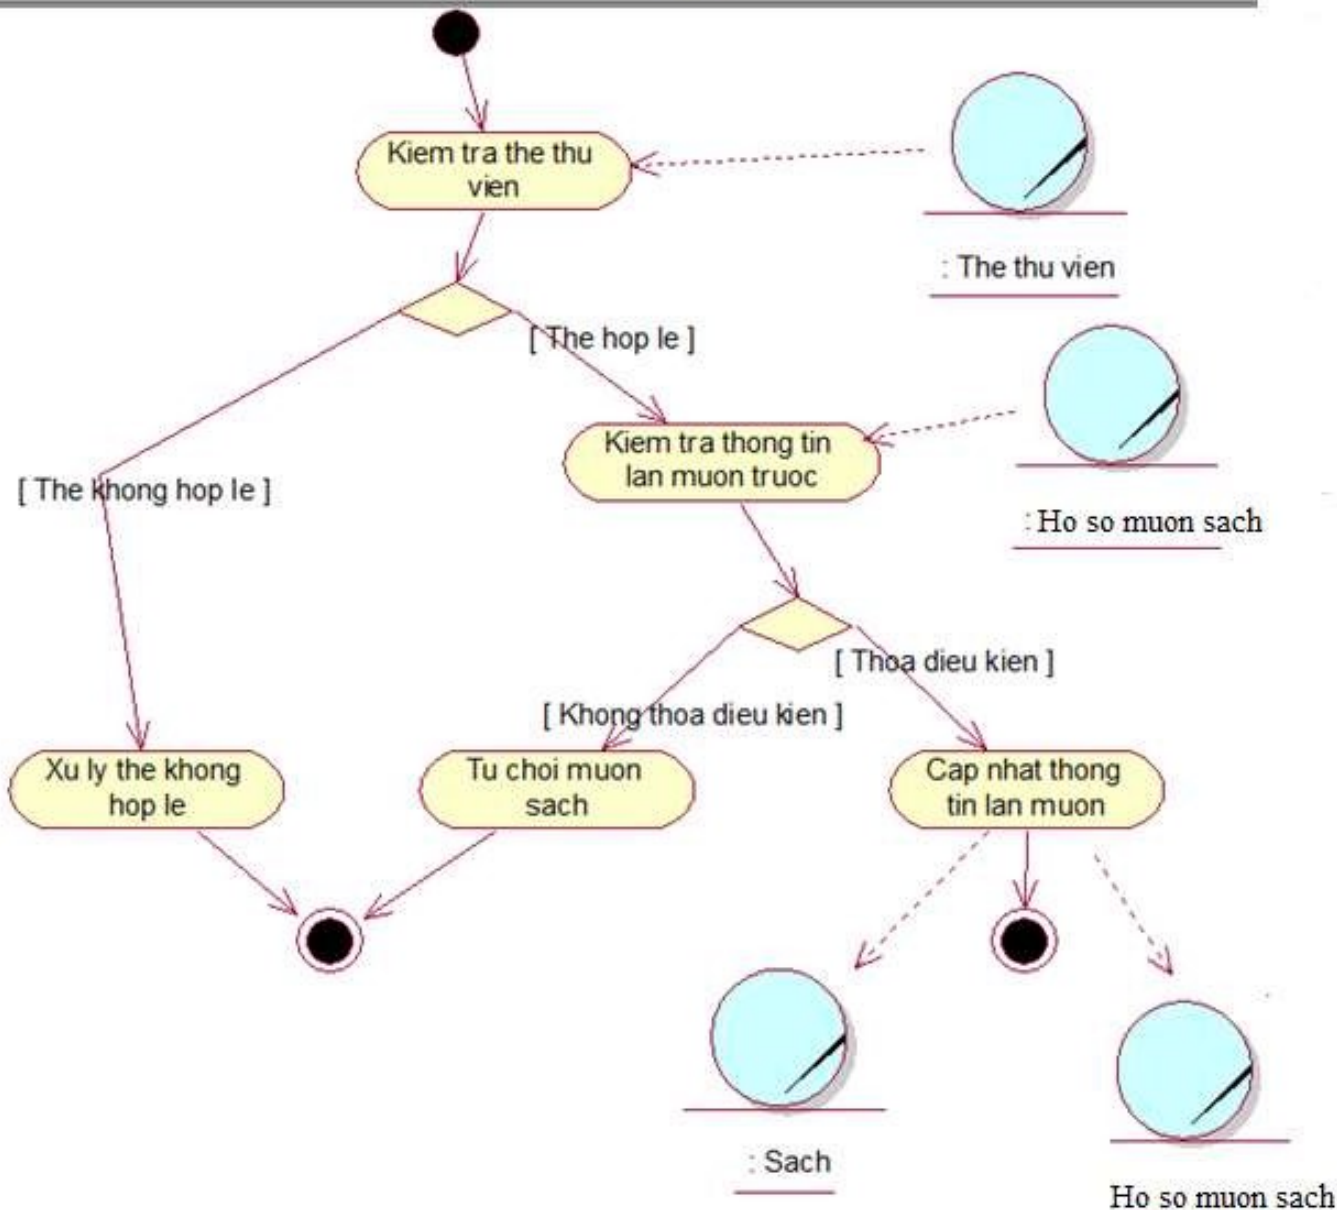 Kiem tra the thu
vien
: The thu vien
[ The hop le ]
Kiem tra thong tin
lan muon truoc
[ The khong hop le ]
: Ho so muon sach
[ Thoa dieu kien ]
[ Khong thoa dieu kien ]
Xu ly the khong
hop le
Tu choi muon
sach
Cap nhat thong
tin lan muon
: Sach
Ho so muon sach